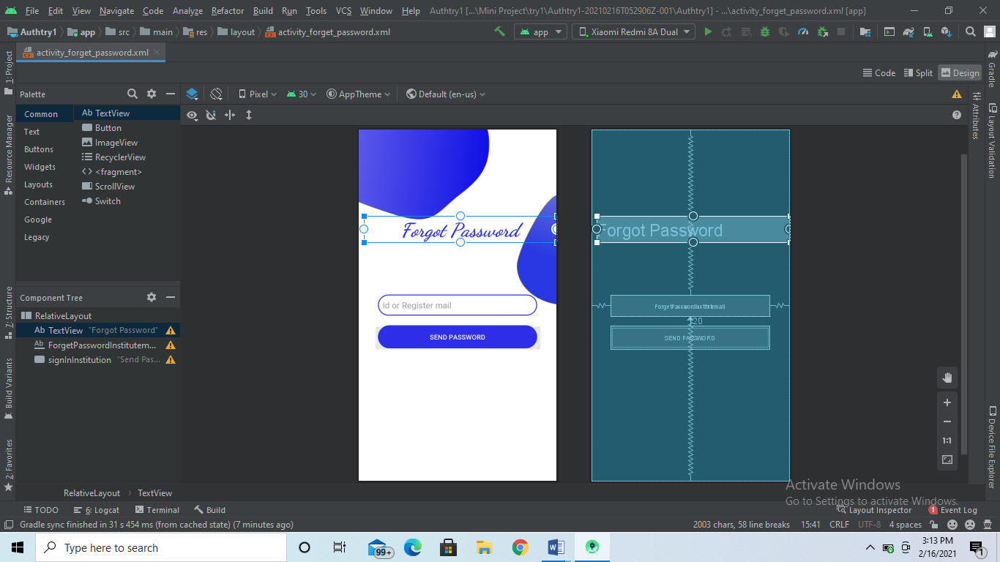 File Edit View Navigate Code Analyze Refactor Build Run Tools VCS Window Help Authtry1 [...\Mini Project\try1\Authtry1-20210216T052906Z-001\Authtry1] - ...\activity_forget_password.xml [app]
Authtry1 app src main res layout activity_forget_password.xml app Xiaomi Redmi 8A Dual
activity_forget_password.xml
Code Split Design
Palette Pixel 30 AppTheme Default (en-us)
Common
Text
Buttons
Widgets
Layouts
Containers
Google
Legacy
Ab TextView
Button
ImageView
RecyclerView
<fragment>
ScrollView
Switch
Component Tree
RelativeLayout
Ab TextView "Forgot Password"
Ab ForgetPasswordInstitutem...
signInInstitution "Send Pas...
1: Project
Resource Manager
7: Structure
Build Variants
2: Favorites
Forgot Password
Id or Register mail
SEND PASSWORD
Forgot Password
ForgetPasswordInstitutemail
20
SEND PASSWORD
Gradle
Attributes
Layout Validation
Device File Explorer
1:1
RelativeLayout TextView
Activate Windows
Go to Settings to activate Windows.
TODO 6: Logcat Terminal Build Layout Inspector 1 Event Log
Gradle sync finished in 31 s 454 ms (from cached state) (7 minutes ago) 2003 chars, 58 line breaks 15:41 CRLF UTF-8 4 spaces
Type here to search
99+
3:13 PM
2/16/2021
1